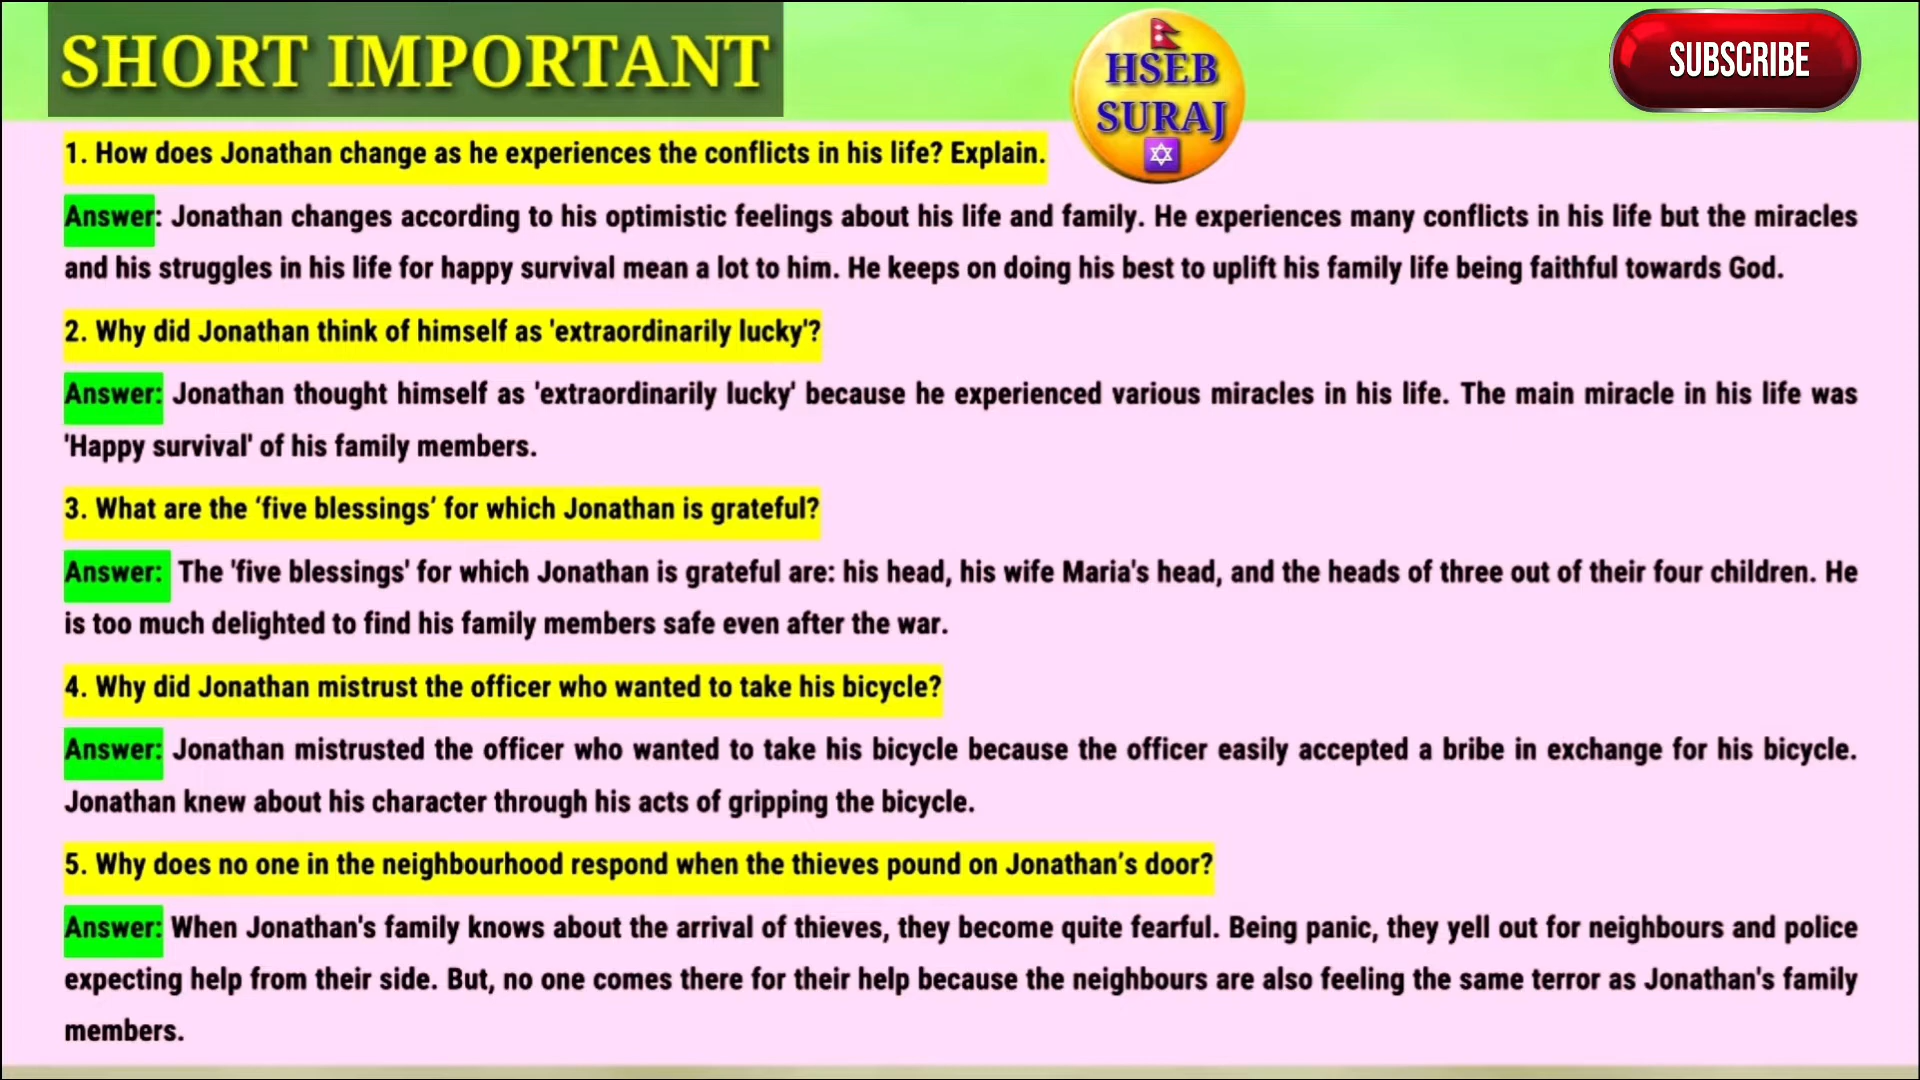 SHORT IMPORTANT
HSEB
SURAJ
SUBSCRIBE
1. How does Jonathan change as he experiences the conflicts in his life? Explain.
Answer: Jonathan changes according to his optimistic feelings about his life and family. He experiences many conflicts in his life but the miracles
and his struggles in his life for happy survival mean a lot to him. He keeps on doing his best to uplift his family life being faithful towards God.
2. Why did Jonathan think of himself as 'extraordinarily lucky'?
Answer: Jonathan thought himself as 'extraordinarily lucky' because he experienced various miracles in his life. The main miracle in his life was
'Happy survival' of his family members.
3. What are the ‘five blessings’ for which Jonathan is grateful?
Answer: The 'five blessings' for which Jonathan is grateful are: his head, his wife Maria's head, and the heads of three out of their four children. He
is too much delighted to find his family members safe even after the war.
4. Why did Jonathan mistrust the officer who wanted to take his bicycle?
Answer: Jonathan mistrusted the officer who wanted to take his bicycle because the officer easily accepted a bribe in exchange for his bicycle.
Jonathan knew about his character through his acts of gripping the bicycle.
5. Why does no one in the neighbourhood respond when the thieves pound on Jonathan’s door?
Answer: When Jonathan's family knows about the arrival of thieves, they become quite fearful. Being panic, they yell out for neighbours and police
expecting help from their side. But, no one comes there for their help because the neighbours are also feeling the same terror as Jonathan's family
members.